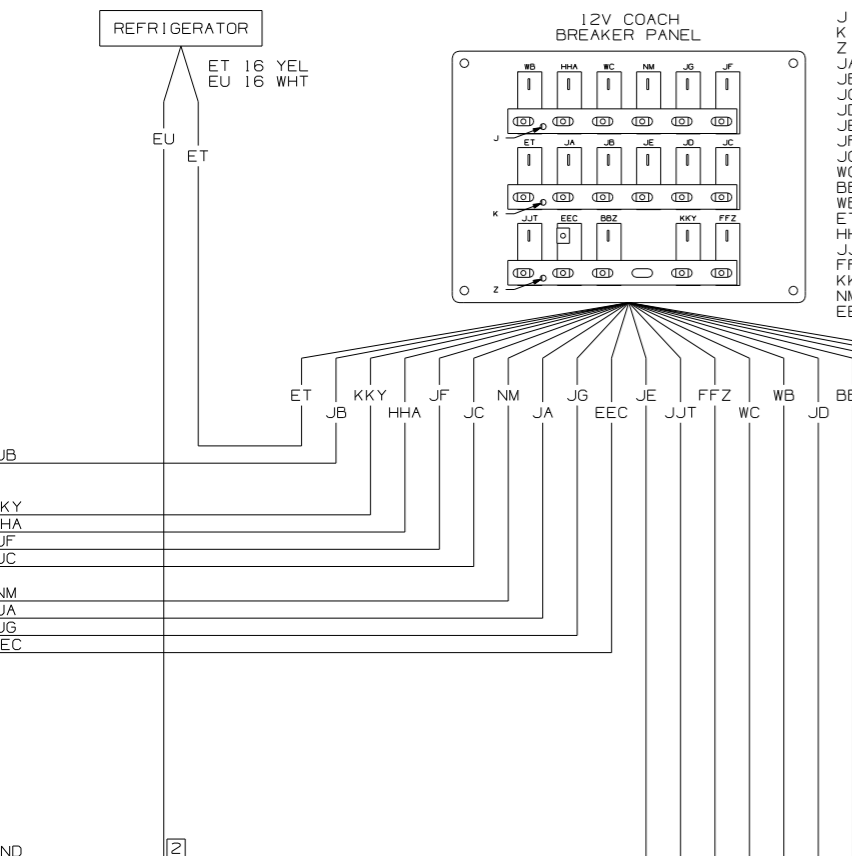 REFRIGERATOR
ET 16 YEL
EU 16 WHT
EU
ET
12V COACH
BREAKER PANEL
WB HHA WC NM JG JF
J
ET JA JB JE JD JC
K
JJT EEC BBZ KKY FFZ
Z
J
K
Z
ET KKY JF NM JG JE FFZ WB
JB HHA JC JA EEC JJT WC JD
JB
KY
HA
JF
JC
NM
JA
JG
EC
ND
2